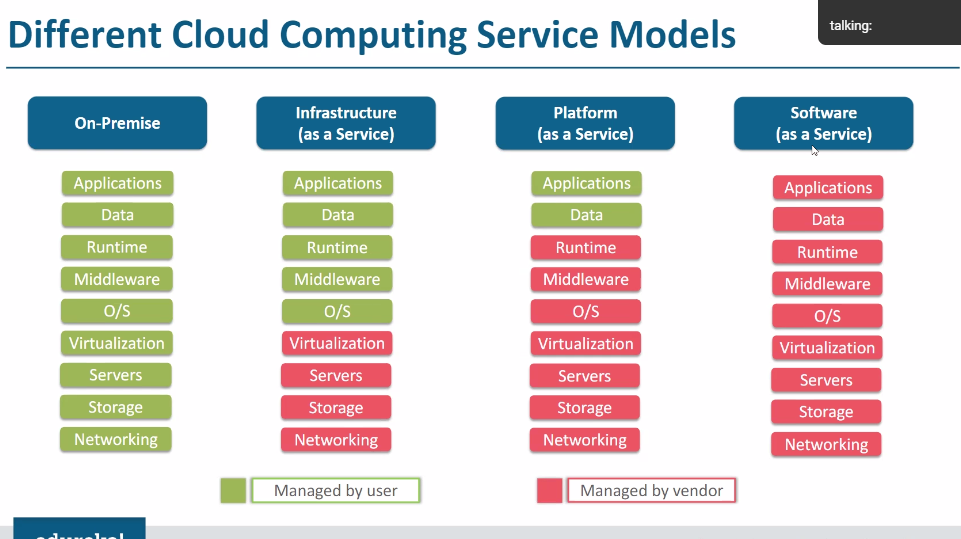 Different Cloud Computing Service Models
talking:
On-Premise
Infrastructure
(as a Service)
Platform
(as a Service)
Software
(as a Service)
Applications
Data
Runtime
Middleware
O/S
Virtualization
Servers
Storage
Networking
Applications
Data
Runtime
Middleware
O/S
Virtualization
Servers
Storage
Networking
Applications
Data
Runtime
Middleware
O/S
Virtualization
Servers
Storage
Networking
Applications
Data
Runtime
Middleware
O/S
Virtualization
Servers
Storage
Networking
Managed by user
Managed by vendor